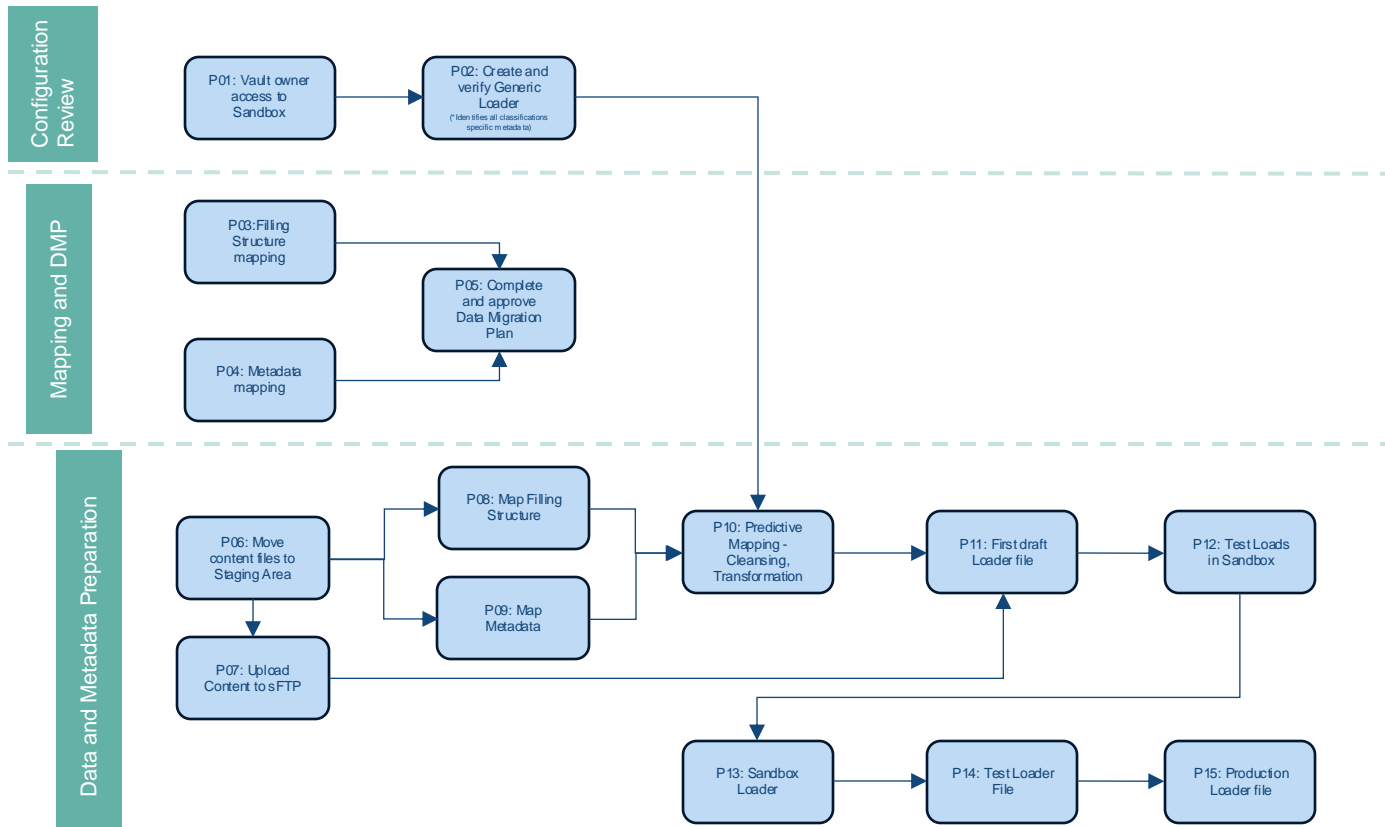 Configuration
Review
P01: Vault owner
access to
Sandbox
P02: Create and
verify Generic
Loader
(*Identifies all classifications
specific metadata)
Mapping and DMP
P03:Filling
Structure
mapping
P04: Metadata
mapping
P05: Complete
and approve
Data Migration
Plan
Data and Metadata Preparation
P06: Move
content files to
Staging Area
P07: Upload
Content to sFTP
P08: Map Filling
Structure
P09: Map
Metadata
P10: Predictive
Mapping -
Cleansing,
Transformation
P11: First draft
Loader file
P12: Test Loads
in Sandbox
P13: Sandbox
Loader
P14: Test Loader
File
P15: Production
Loader file